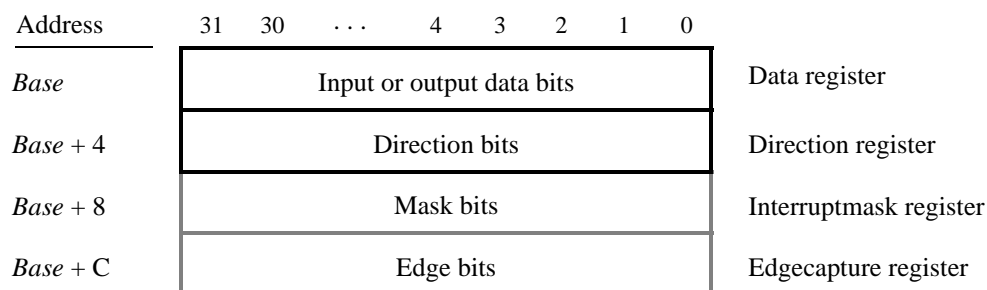 Address 31 30 . . . 4 3 2 1 0
Base Input or output data bits Data register
Base + 4 Direction bits Direction register
Base + 8 Mask bits Interruptmask register
Base + C Edge bits Edgecapture register